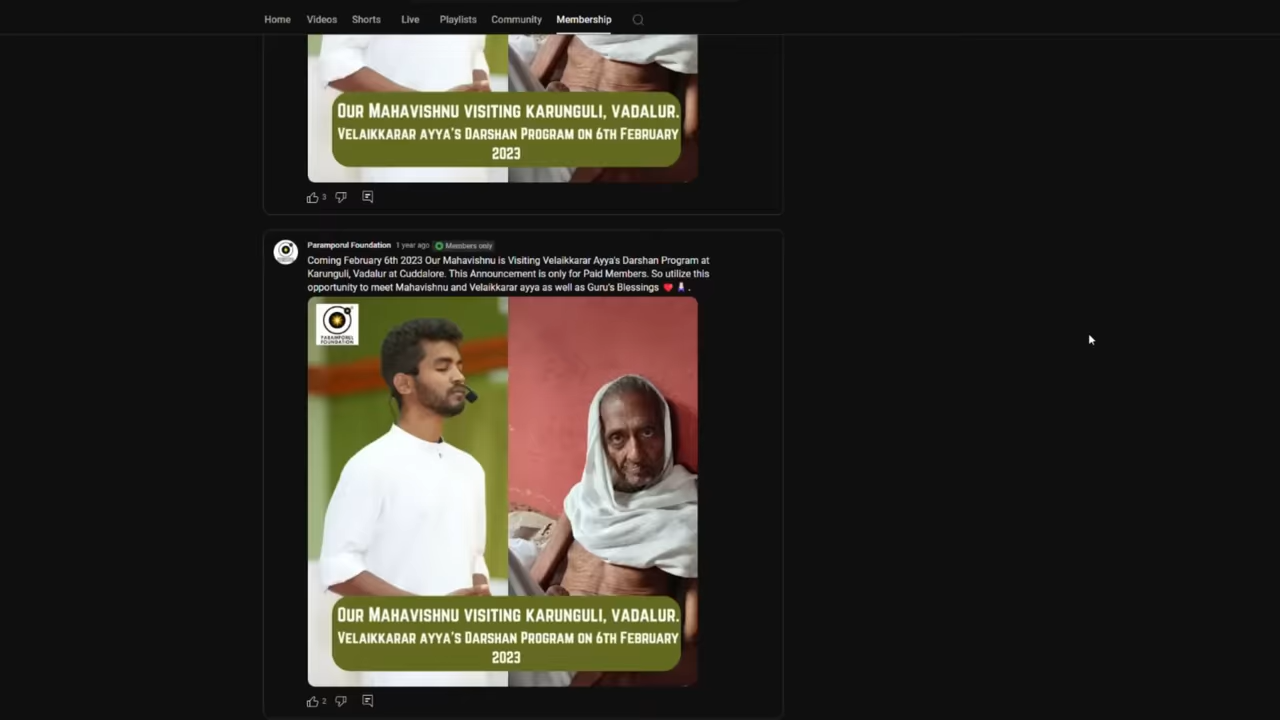 Home Videos Shorts Live Playlists Community Membership
OUR MAHAVISHNU VISITING KARUNGULI, VADALUR.
VELAIKKARAR AYYA'S DARSHAN PROGRAM ON 6TH FEBRUARY
2023
3
Paramporul Foundation 1 year ago Members only
Coming February 6th 2023 Our Mahavishnu is Visiting Velaikkarar Ayya's Darshan Program at
Karunguli, Vadalur at Cuddalore. This Announcement is only for Paid Members. So utilize this
opportunity to meet Mahavishnu and Velaikkarar ayya as well as Guru's Blessings ❤️ 🧘 .
PARAMPORUL
FOUNDATION
OUR MAHAVISHNU VISITING KARUNGULI, VADALUR.
VELAIKKARAR AYYA'S DARSHAN PROGRAM ON 6TH FEBRUARY
2023
2